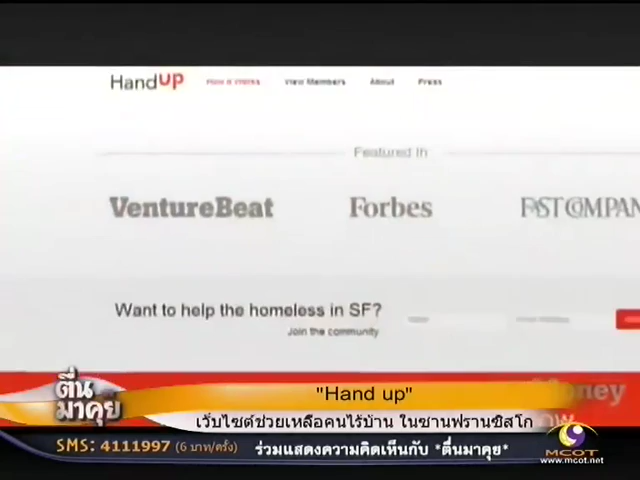 HandUP How it Works View Members About Press
Featured In
VentureBeat Forbes FAST COMPAN
Want to help the homeless in SF?
Join the community
Money
ตื่น
มาคุย
"Hand up"
เว็บไซต์ช่วยเหลือคนไร้บ้าน ในซานฟรานซิสโก
SMS: 4111997 (6 บาท/ครั้ง) ร่วมแสดงความคิดเห็นกับ "ตื่นมาคุย"
MCOT
www.mcot.net